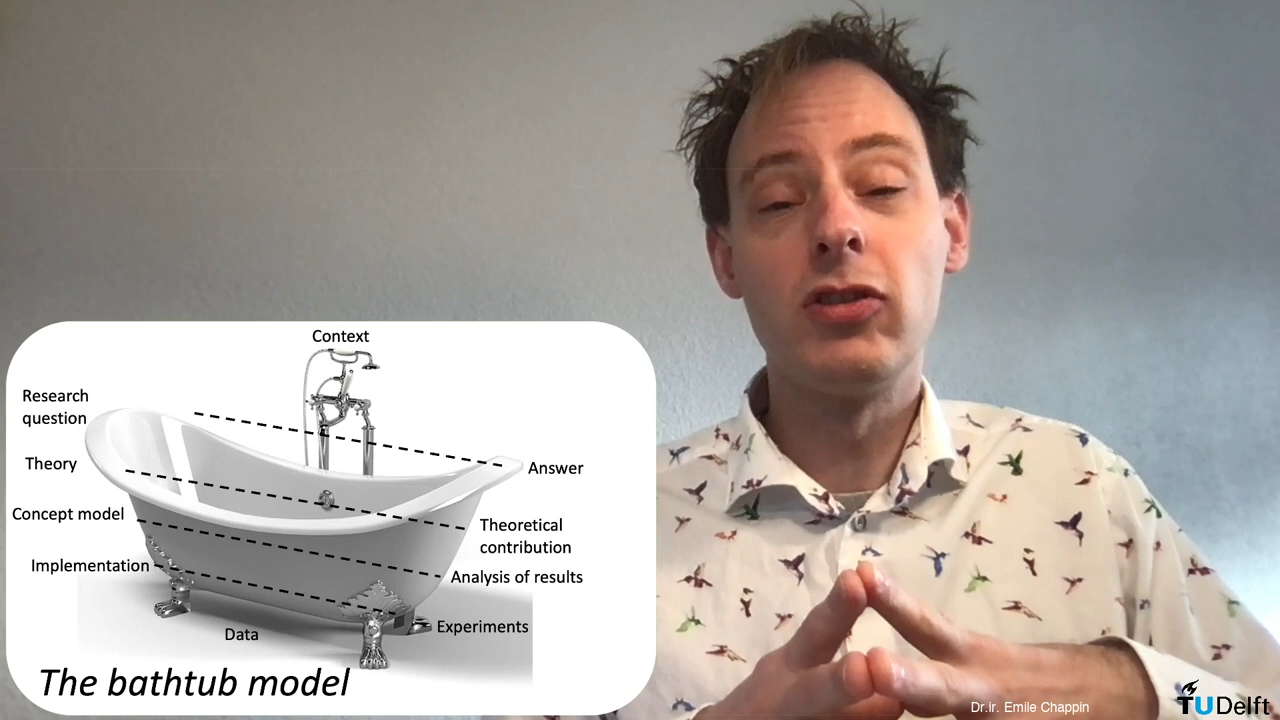 Context
Research
question
Theory
Answer
Concept model
Theoretical
contribution
Implementation
Analysis of results
Data
Experiments
The bathtub model
Dr.ir. Emile Chappin
TUDelft